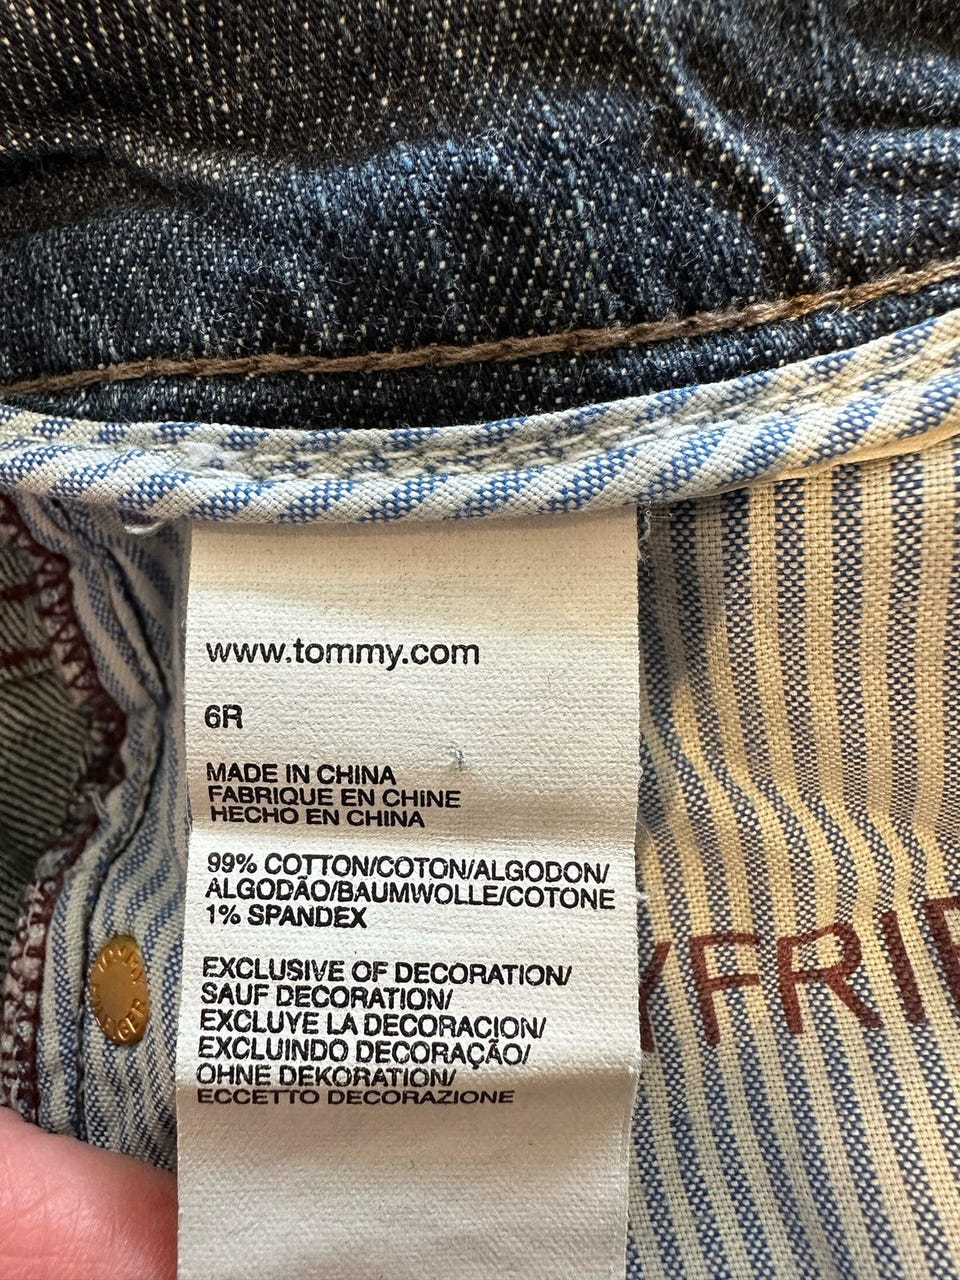 www.tommy.com
6R
MADE IN CHINA
FABRIQUE EN CHINE
HECHO EN CHINA
99% COTTON/COTON/ALGODON/
ALGODÃO/BAUMWOLLE/COTONE
1% SPANDEX
EXCLUSIVE OF DECORATION/
SAUF DECORATION/
EXCLUYE LA DECORACION/
EXCLUINDO DECORAÇÃO/
OHNE DEKORATION/
ECCETTO DECORAZIONE
YFRI